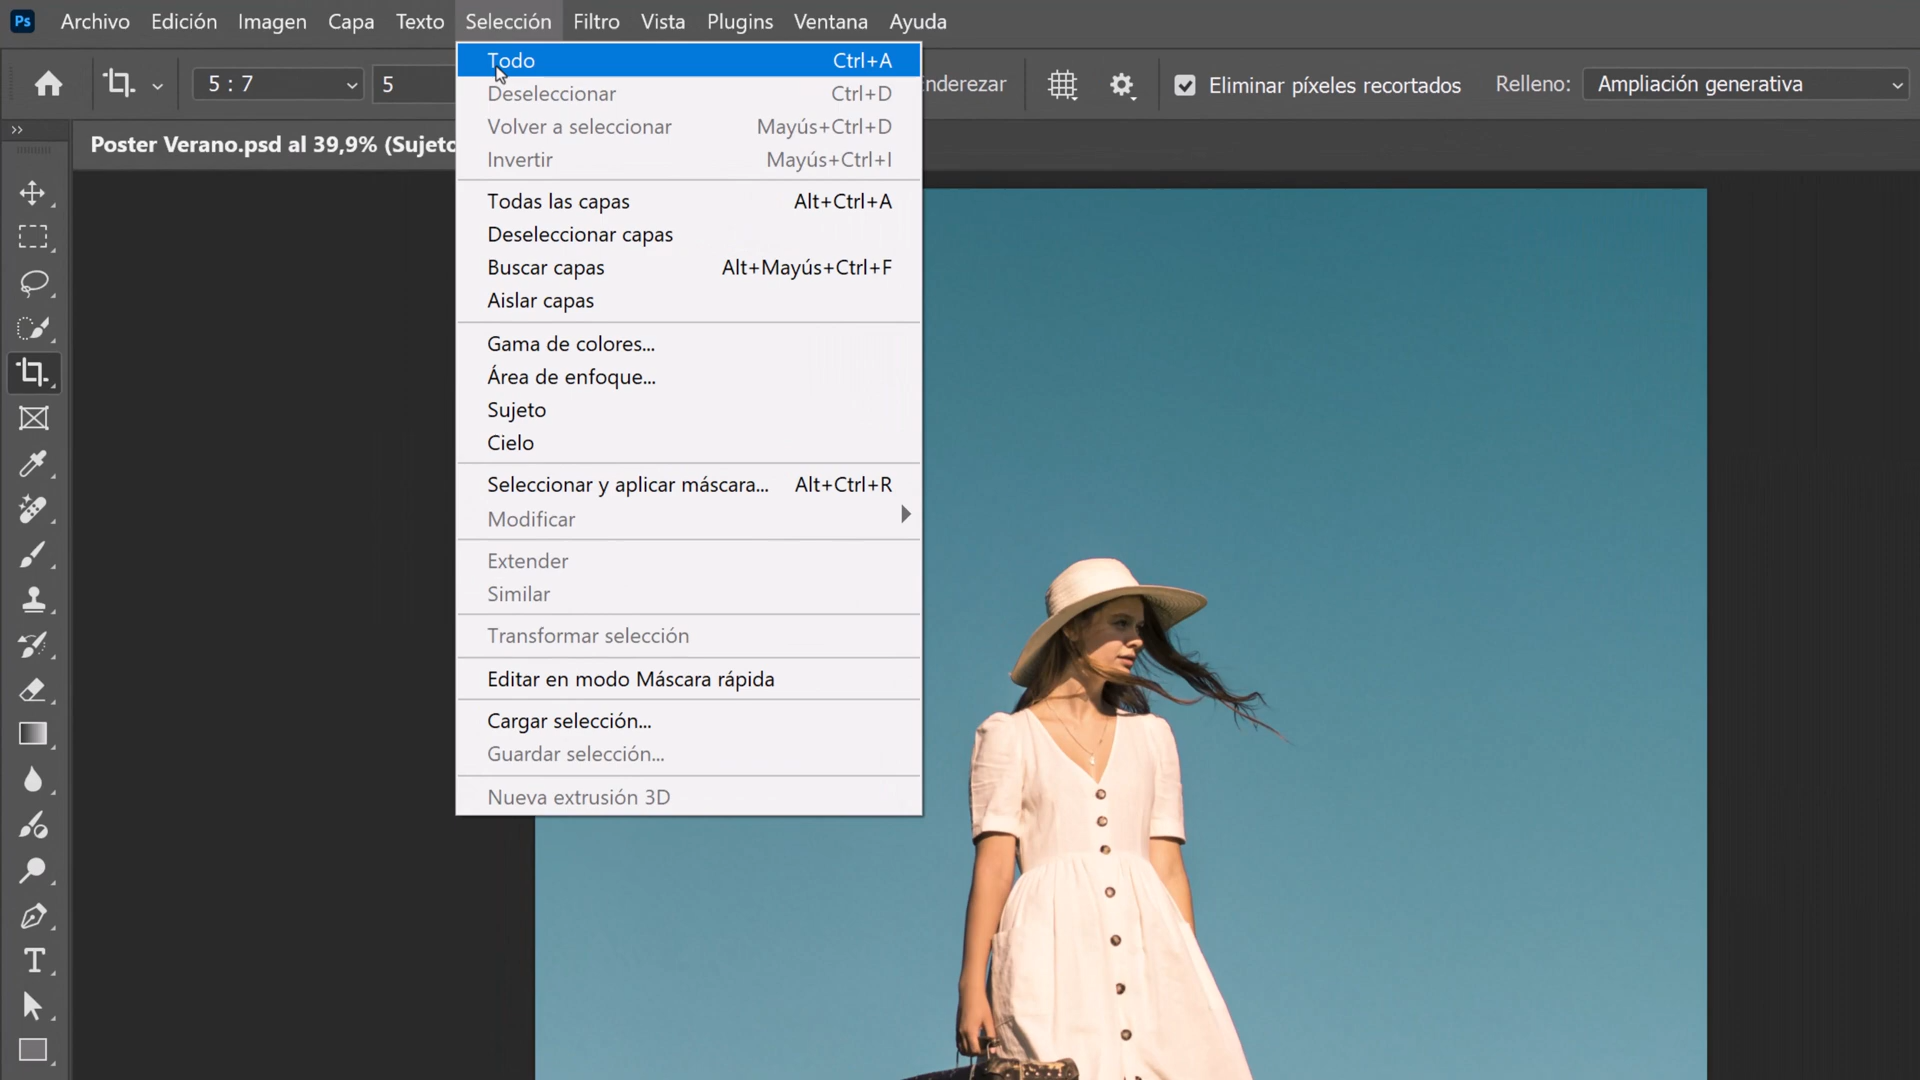 Ps Archivo Edición Imagen Capa Texto Selección Filtro Vista Plugins Ventana Ayuda
5 : 7 5 Enderezar Eliminar píxeles recortados Relleno: Ampliación generativa
Poster Verano.psd al 39,9% (Sujeto
Todo Ctrl+A
Deseleccionar Ctrl+D
Volver a seleccionar Mayús+Ctrl+D
Invertir Mayús+Ctrl+I
Todas las capas Alt+Ctrl+A
Deseleccionar capas
Buscar capas Alt+Mayús+Ctrl+F
Aislar capas
Gama de colores...
Área de enfoque...
Sujeto
Cielo
Seleccionar y aplicar máscara... Alt+Ctrl+R
Modificar
Extender
Similar
Transformar selección
Editar en modo Máscara rápida
Cargar selección...
Guardar selección...
Nueva extrusión 3D